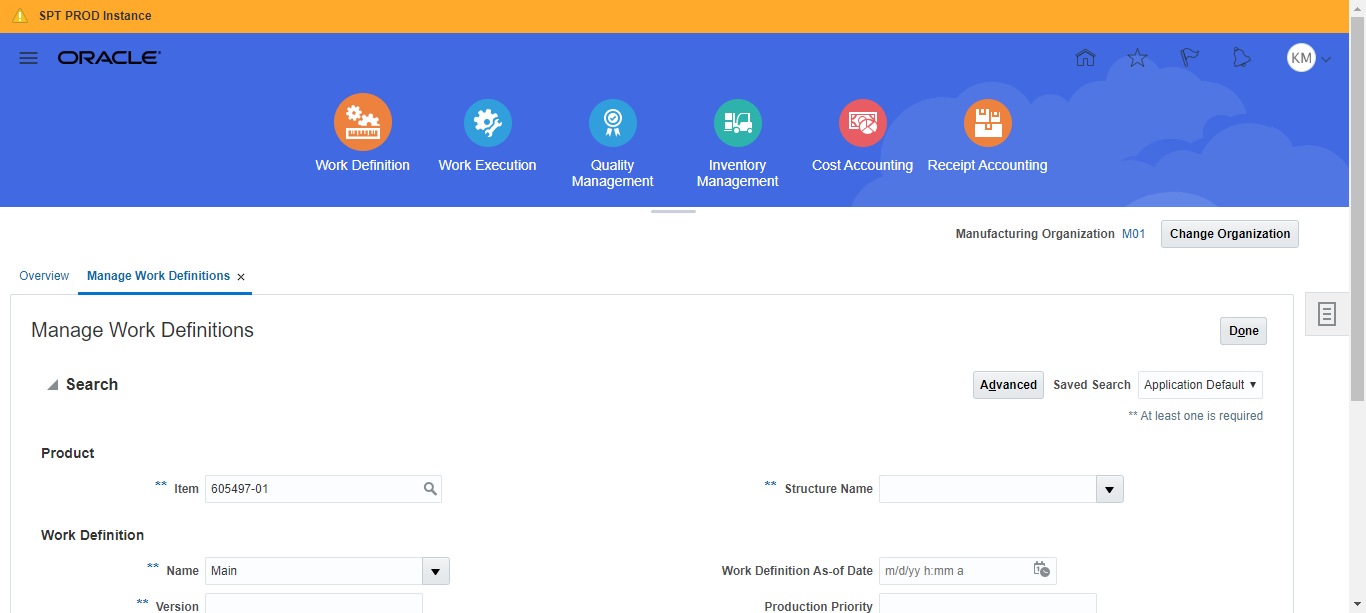 SPT PROD Instance
ORACLE
KM
Work Definition
Work Execution
Quality
Management
Inventory
Management
Cost Accounting
Receipt Accounting
Manufacturing Organization M01
Change Organization
Overview
Manage Work Definitions ×
Manage Work Definitions
Done
Search
Advanced
Saved Search Application Default
** At least one is required
Product
** Item 605497-01
** Structure Name
Work Definition
** Name Main
Work Definition As-of Date m/d/yy h:mm a
** Version
Production Priority